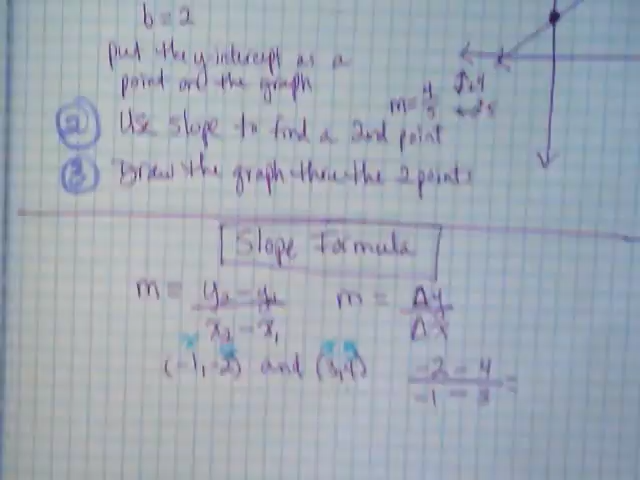 b = 2
put the y intercept as a
point on the graph
m = 4/5
② Use slope to find a 2nd point
③ Draw the graph thru the 2 points
Slope Formula
m = y₂ - y₁ / x₂ - x₁ m = Δy / Δx
(-1, -2) and (3, 4) -2 - 4 / -1 - 3 =